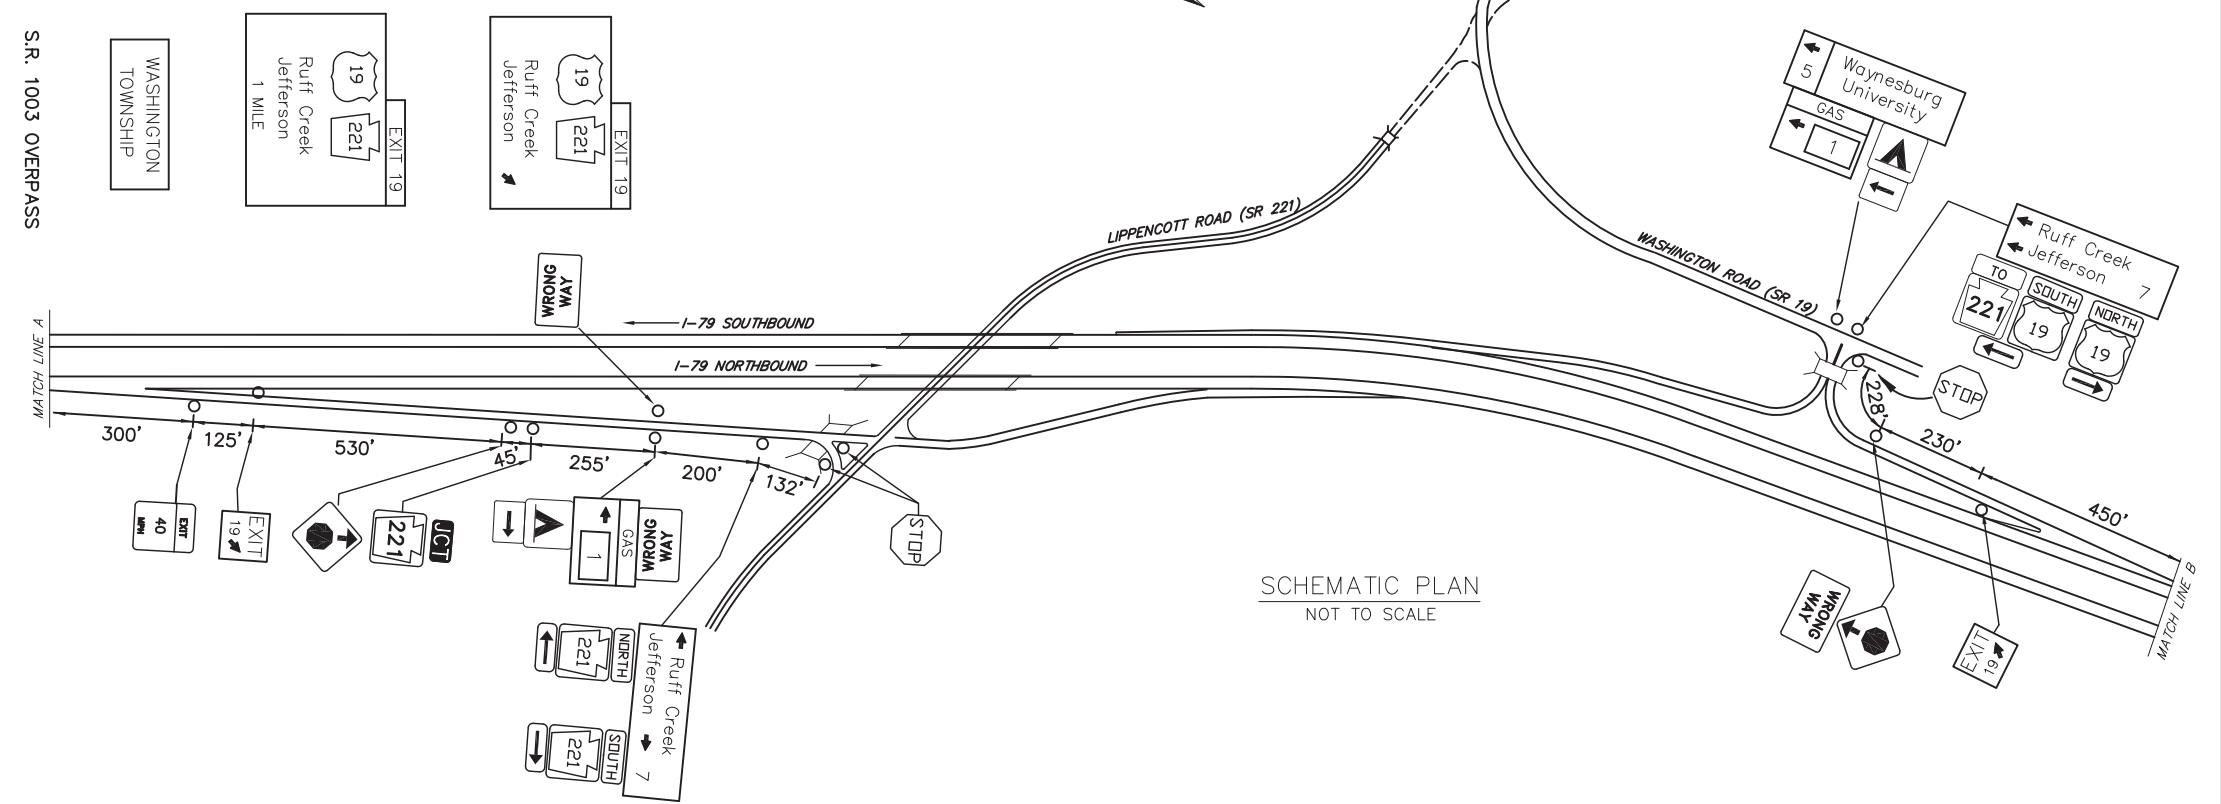 S.R. 1003 OVERPASS
WASHINGTON
TOWNSHIP
EXIT 19
19
221
Ruff Creek
Jefferson
1 MILE
EXIT 19
19
221
Ruff Creek
Jefferson
WRONG
WAY
LIPPENCOTT ROAD (SR 221)
WASHINGTON ROAD (SR 19)
Waynesburg
University
5
GAS
1
Ruff Creek
Jefferson
7
TO
221
SOUTH
19
NORTH
19
STOP
I-79 SOUTHBOUND
I-79 NORTHBOUND
MATCH LINE A
300'
125'
530'
45'
255'
200'
132'
228'
230'
450'
MATCH LINE B
EXIT
40
MPH
EXIT
19
JCT
221
WRONG
WAY
GAS
1
STOP
NORTH
221
SOUTH
221
Ruff Creek
Jefferson
7
SCHEMATIC PLAN
NOT TO SCALE
WRONG
WAY
EXIT
19